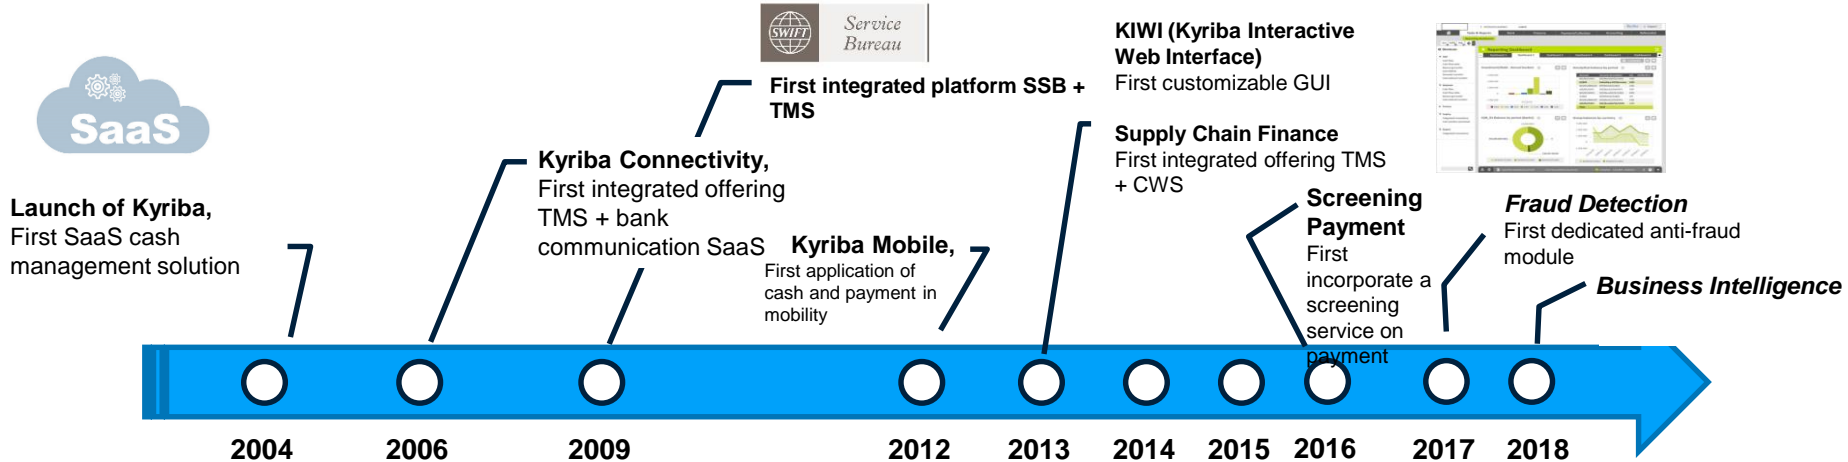 SaaS
Launch of Kyriba,
First SaaS cash
management solution
Kyriba Connectivity,
First integrated offering
TMS + bank
communication SaaS
SWIFT
Service
Bureau
First integrated platform SSB +
TMS
Kyriba Mobile,
First application of
cash and payment in
mobility
KIWI (Kyriba Interactive
Web Interface)
First customizable GUI
Supply Chain Finance
First integrated offering TMS
+ CWS
Screening
Payment
First
incorporate a
screening
service on
payment
Reporting Dashboard
Fraud Detection
First dedicated anti-fraud
module
Business Intelligence
2004
2006
2009
2012
2013
2014
2015
2016
2017
2018